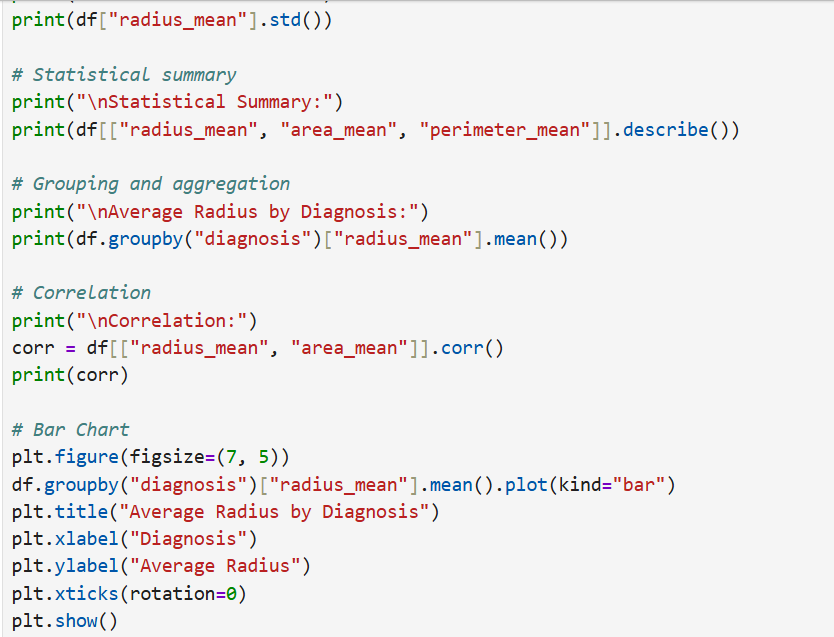 print(df["radius_mean"].std())
# Statistical summary
print("\nStatistical Summary:")
print(df[["radius_mean", "area_mean", "perimeter_mean"]].describe())
# Grouping and aggregation
print("\nAverage Radius by Diagnosis:")
print(df.groupby("diagnosis")["radius_mean"].mean())
# Correlation
print("\nCorrelation:")
corr = df[["radius_mean", "area_mean"]].corr()
print(corr)
# Bar Chart
plt.figure(figsize=(7, 5))
df.groupby("diagnosis")["radius_mean"].mean().plot(kind="bar")
plt.title("Average Radius by Diagnosis")
plt.xlabel("Diagnosis")
plt.ylabel("Average Radius")
plt.xticks(rotation=0)
plt.show()